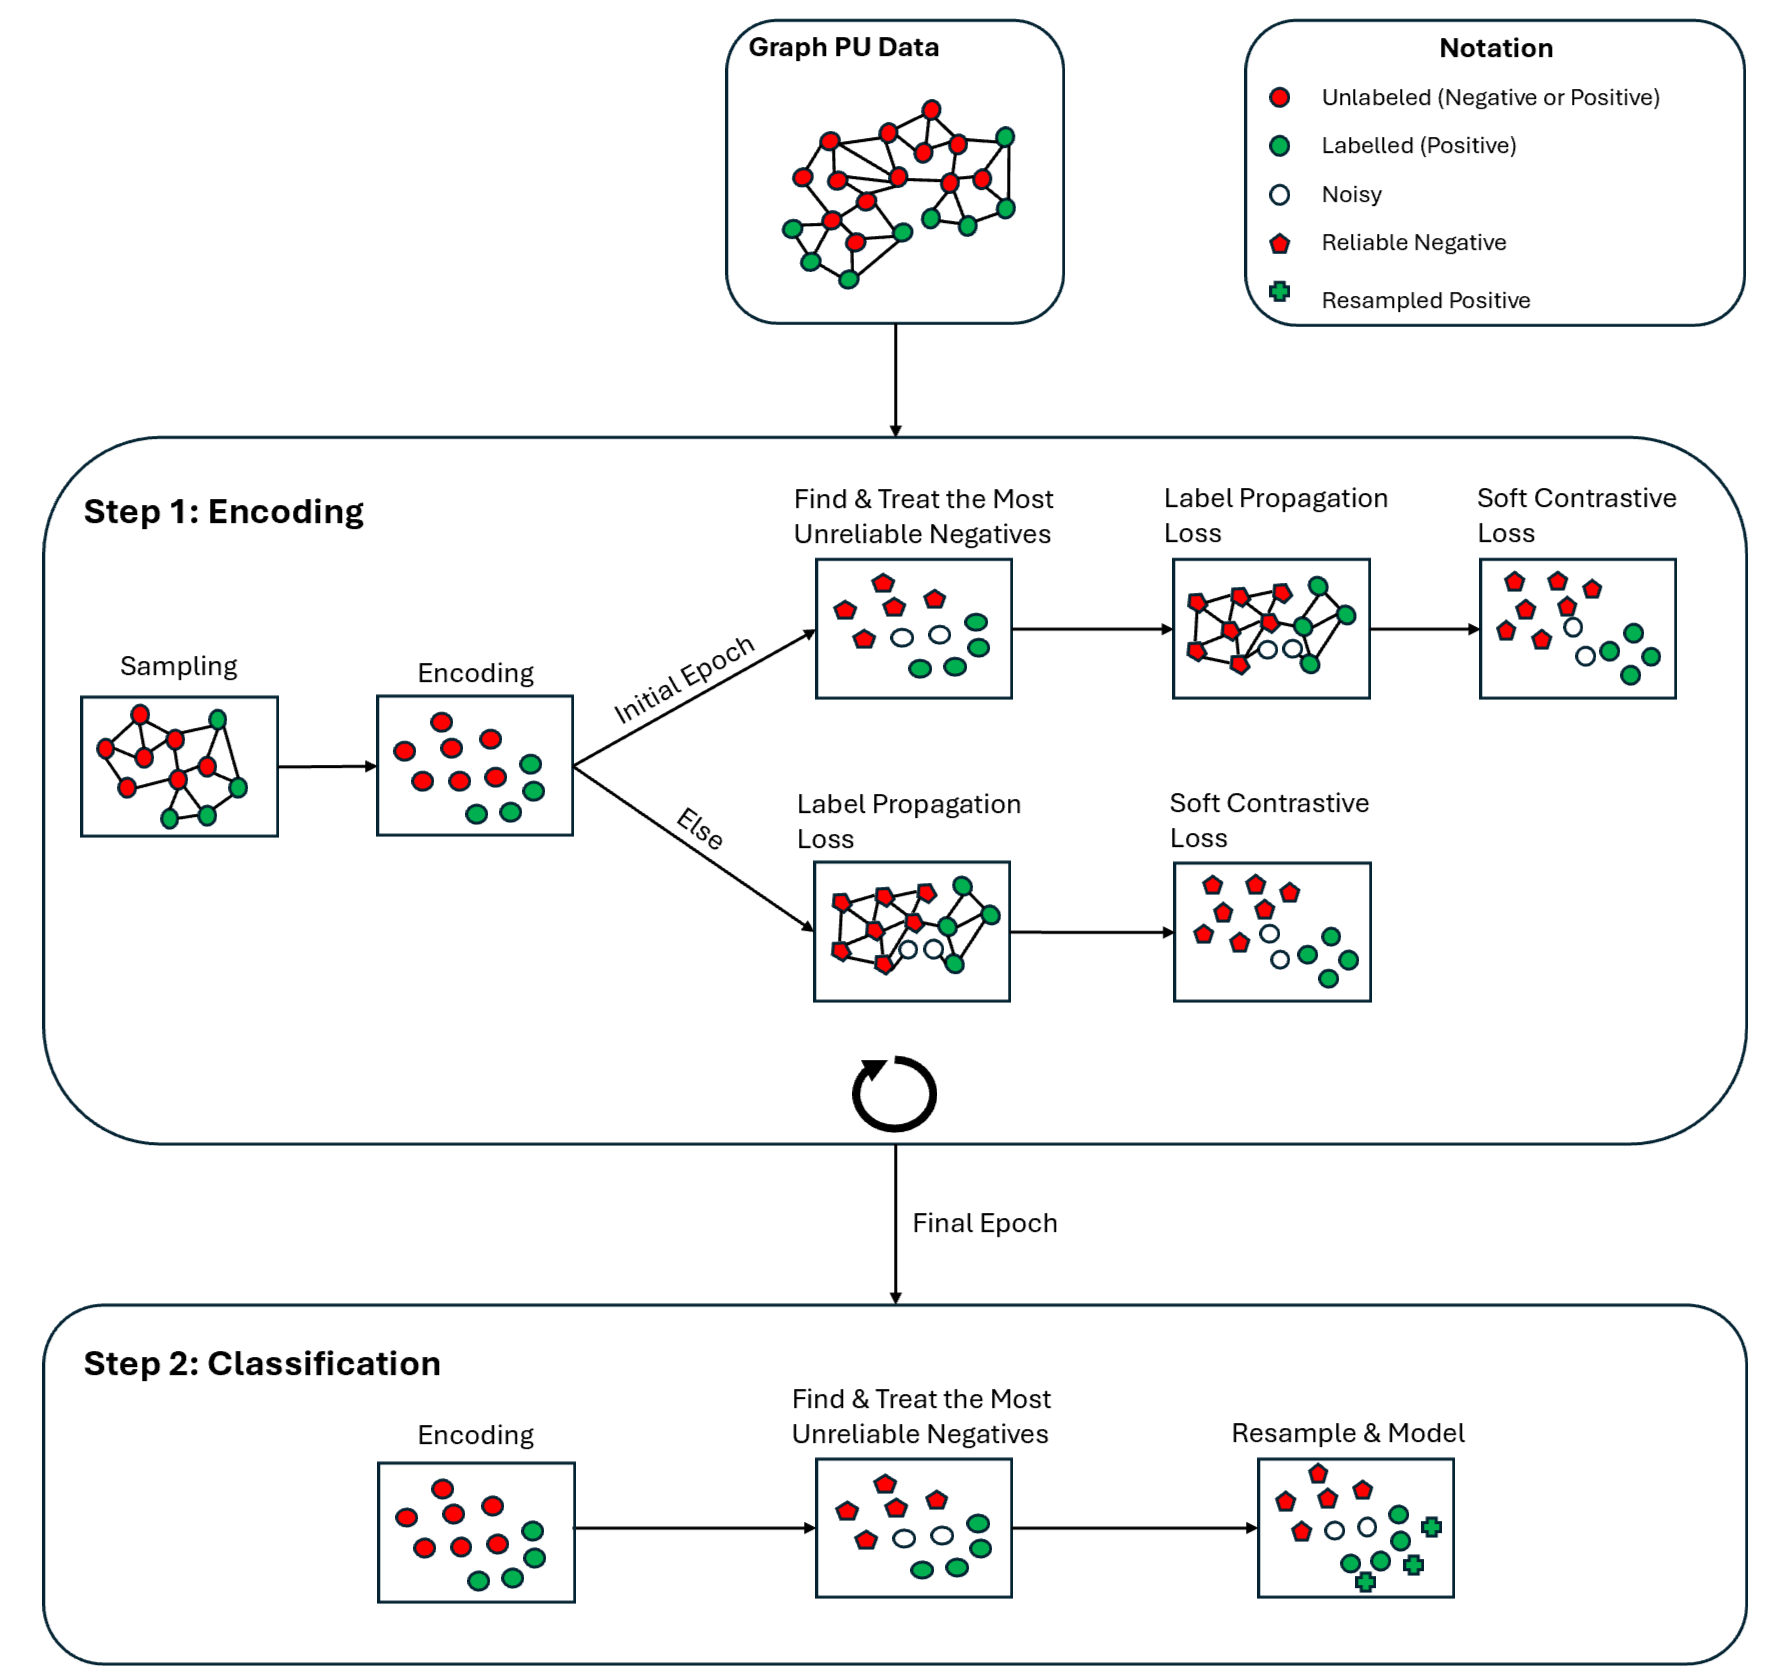 Graph PU Data
Notation
Unlabeled (Negative or Positive)
Labelled (Positive)
Noisy
Reliable Negative
Resampled Positive
Step 1: Encoding
Sampling
Encoding
Initial Epoch
Else
Find & Treat the Most
Unreliable Negatives
Label Propagation
Loss
Soft Contrastive
Loss
Label Propagation
Loss
Soft Contrastive
Loss
Final Epoch
Step 2: Classification
Encoding
Find & Treat the Most
Unreliable Negatives
Resample & Model